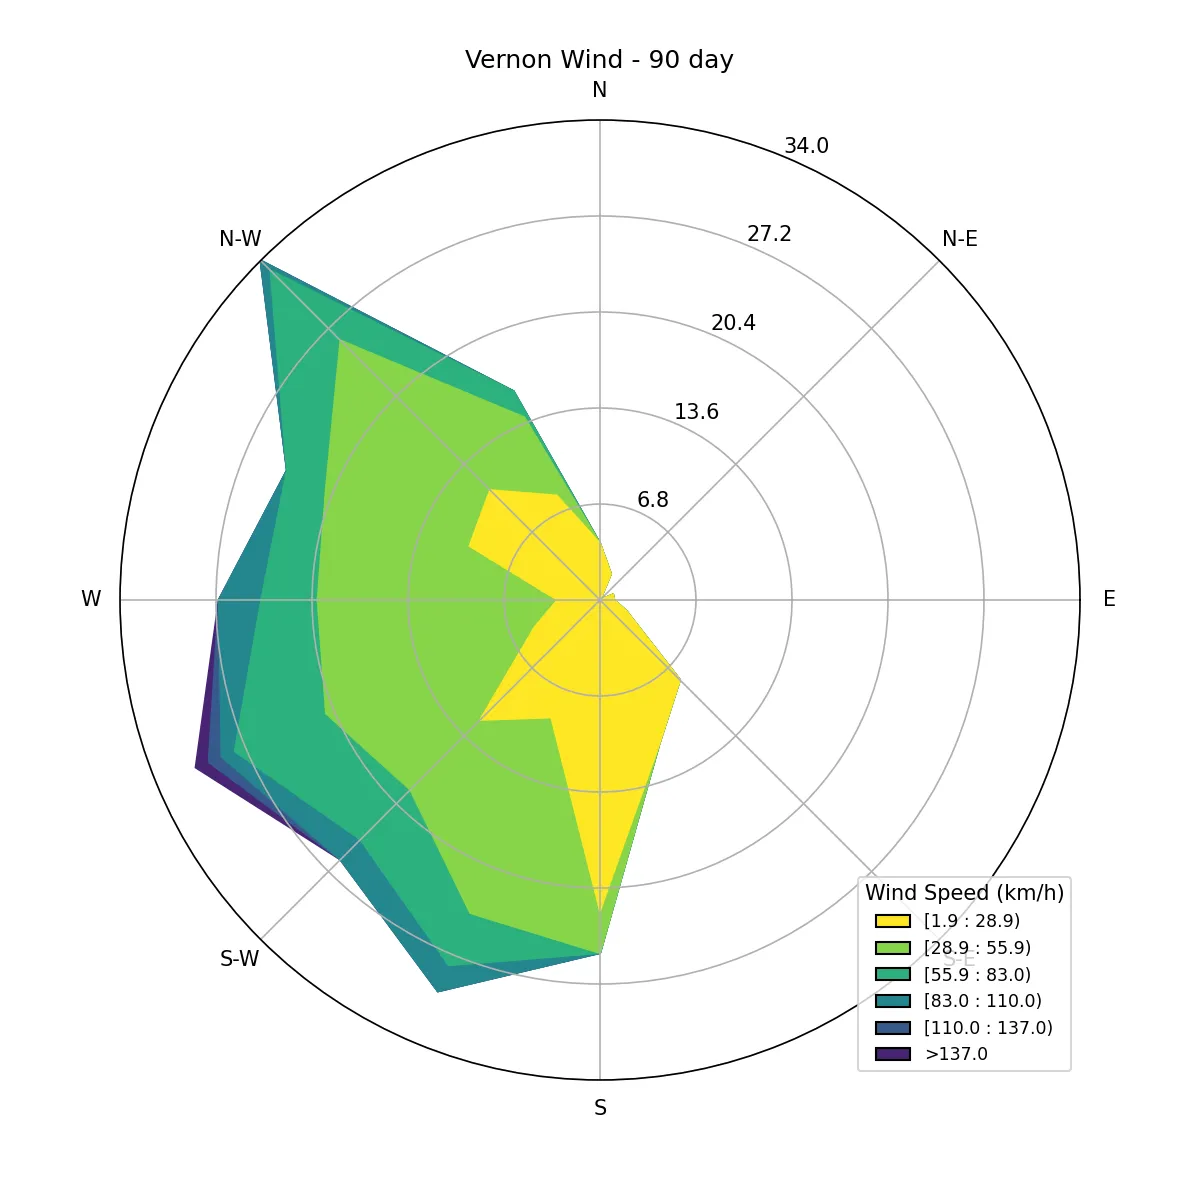 Vernon Wind - 90 day
N
34.0
27.2
N-W
N-E
20.4
13.6
6.8
W
E
Wind Speed (km/h)
[1.9 : 28.9)
[28.9 : 55.9)
S-W
S-E
[55.9 : 83.0)
[83.0 : 110.0)
[110.0 : 137.0)
>137.0
S